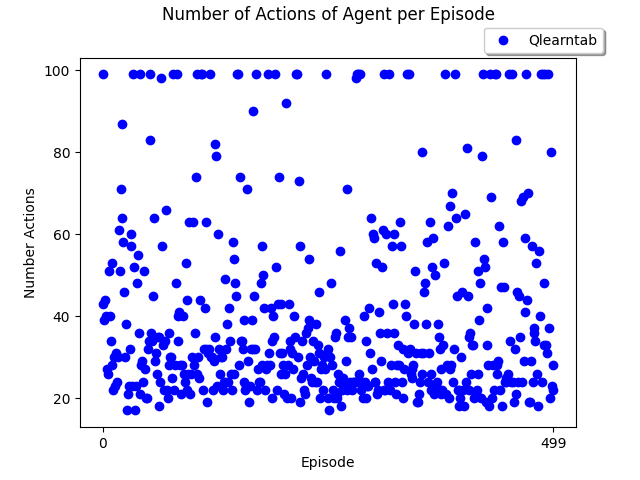 Number of Actions of Agent per Episode
Qlearntab
100
80
60
40
20
Number Actions
0
499
Episode